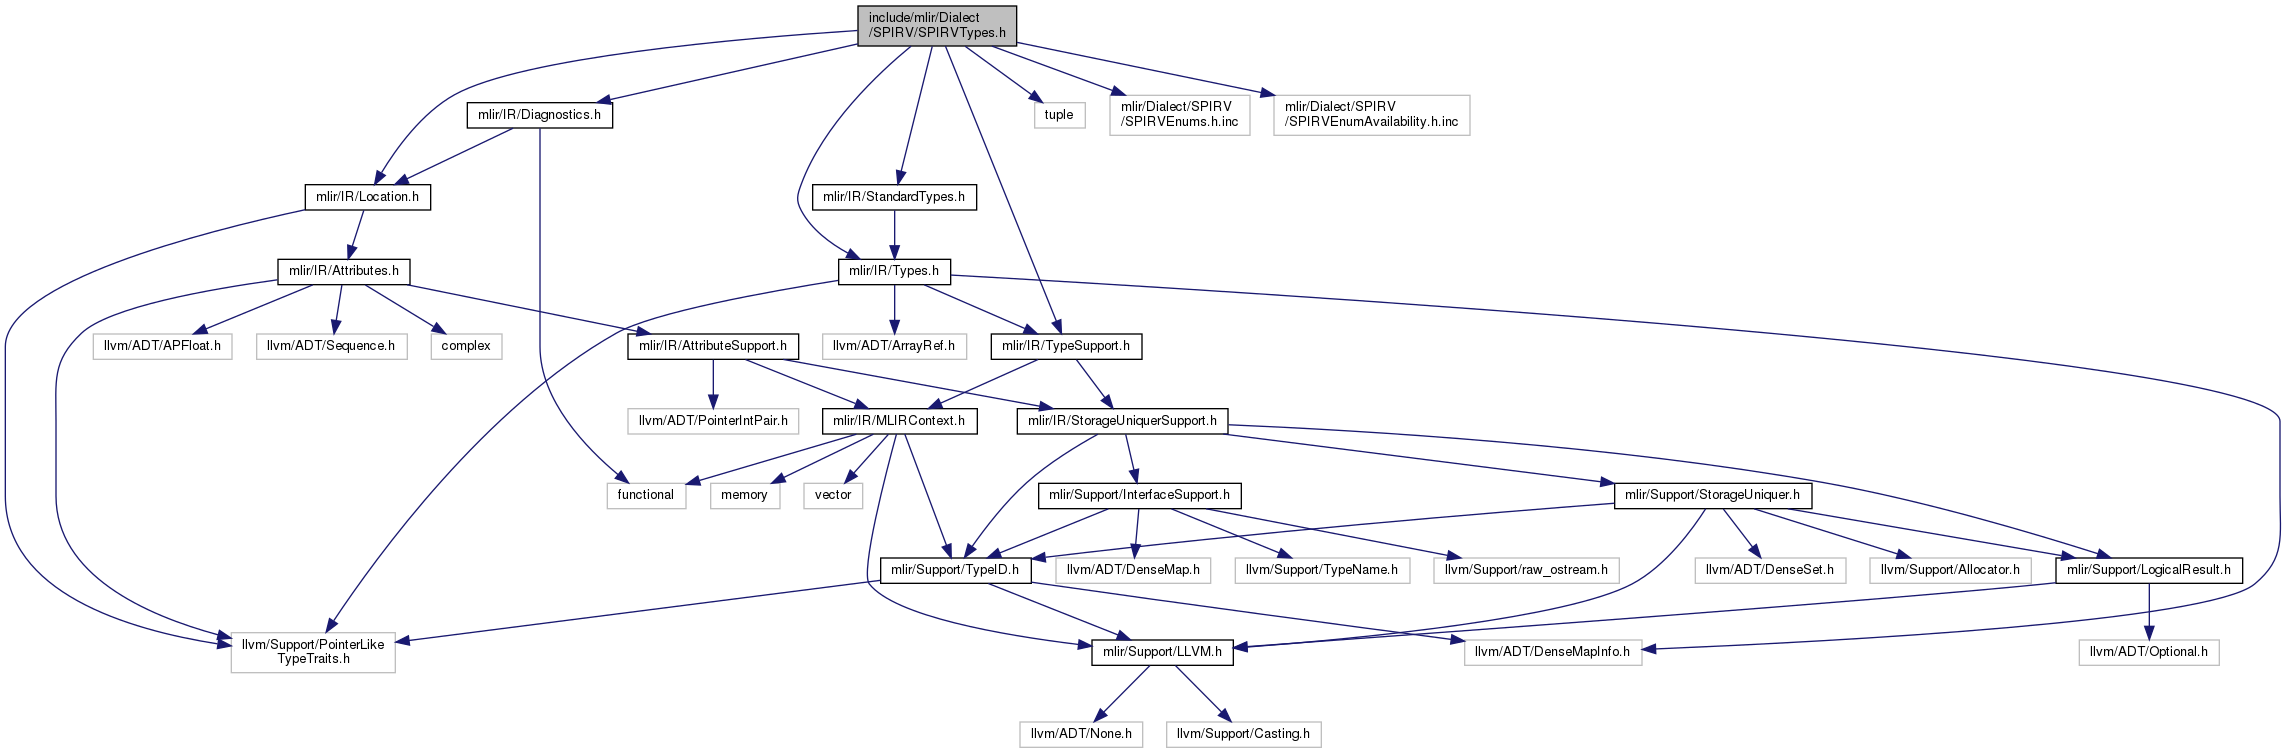 include/mlir/Dialect
/SPIRV/SPIRVTypes.h
mlir/IR/Diagnostics.h
tuple
mlir/Dialect/SPIRV
/SPIRVEnums.h.inc
mlir/Dialect/SPIRV
/SPIRVEnumAvailability.h.inc
mlir/IR/Location.h
mlir/IR/StandardTypes.h
mlir/IR/Attributes.h
mlir/IR/Types.h
llvm/ADT/APFloat.h
llvm/ADT/Sequence.h
complex
mlir/IR/AttributeSupport.h
llvm/ADT/ArrayRef.h
mlir/IR/TypeSupport.h
llvm/ADT/PointerIntPair.h
mlir/IR/MLIRContext.h
mlir/IR/StorageUniquerSupport.h
functional
memory
vector
mlir/Support/InterfaceSupport.h
mlir/Support/StorageUniquer.h
mlir/Support/TypeID.h
llvm/ADT/DenseMap.h
llvm/Support/TypeName.h
llvm/Support/raw_ostream.h
llvm/ADT/DenseSet.h
llvm/Support/Allocator.h
mlir/Support/LogicalResult.h
llvm/Support/PointerLike
TypeTraits.h
mlir/Support/LLVM.h
llvm/ADT/DenseMapInfo.h
llvm/ADT/Optional.h
llvm/ADT/None.h
llvm/Support/Casting.h